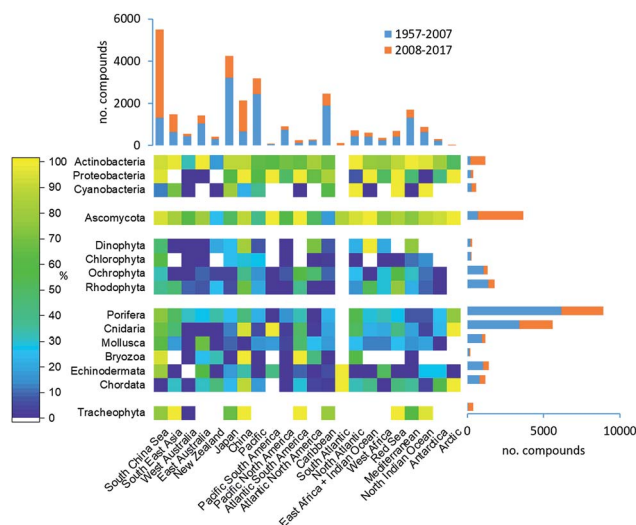 6000
1957-2007
2008-2017
4000
no. compounds
2000
0
100
90
80
70
60
50
40
30
20
10
0
%
Actinobacteria
Proteobacteria
Cyanobacteria
Ascomycota
Dinophyta
Chlorophyta
Ochrophyta
Rhodophyta
Porifera
Cnidaria
Mollusca
Bryozoa
Echinodermata
Chordata
Tracheophyta
South China Sea
South East Asia
West Australia
East Australia
New Zealand
Japan
China
Pacific
Pacific South America
Pacific North America
Atlantic South America
Atlantic North America
Caribbean
South Atlantic
North Atlantic
East Africa + Indian Ocean
West Africa
Red Sea
Mediterranean
North Indian Ocean
Antarctica
Arctic
0 5000 10000
no. compounds